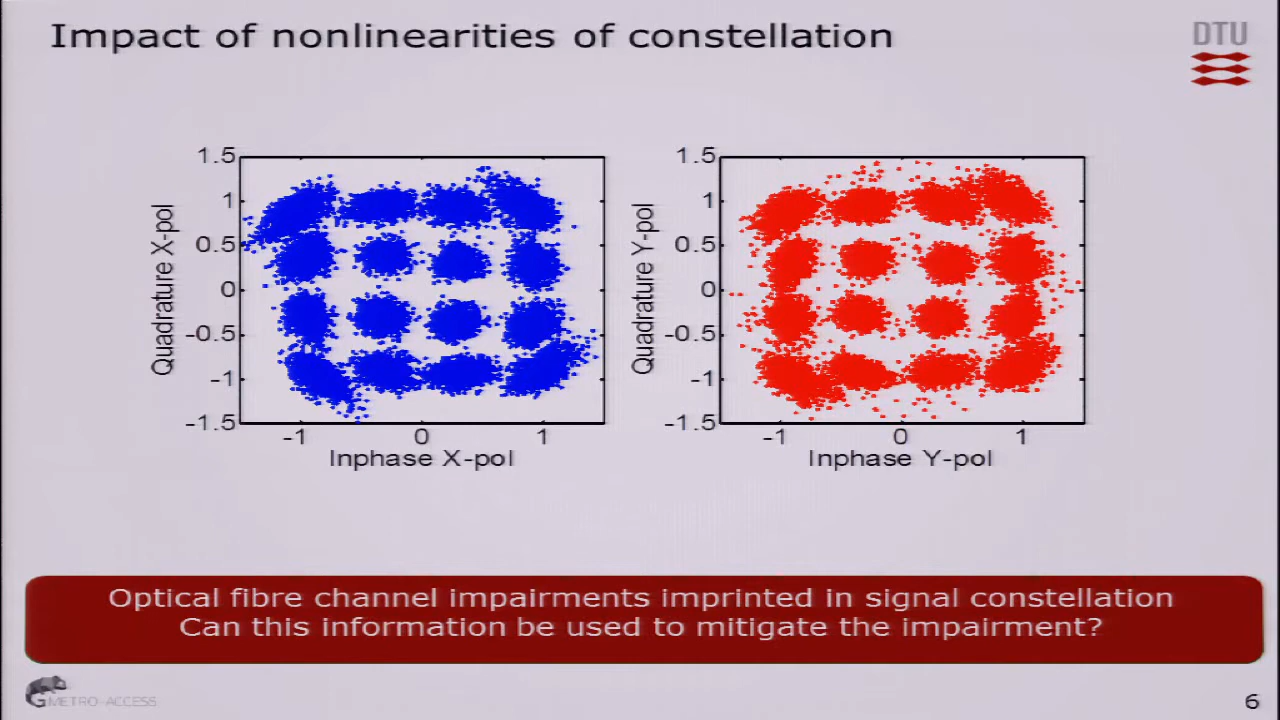 Impact of nonlinearities of constellation
DTU
1.5
1
0.5
0
-0.5
-1
-1.5
-1
0
1
Quadrature X-pol
Inphase X-pol
1.5
1
0.5
0
-0.5
-1
-1.5
-1
0
1
Quadrature Y-pol
Inphase Y-pol
Optical fibre channel impairments imprinted in signal constellation
Can this information be used to mitigate the impairment?
METRO-ACCESS
6